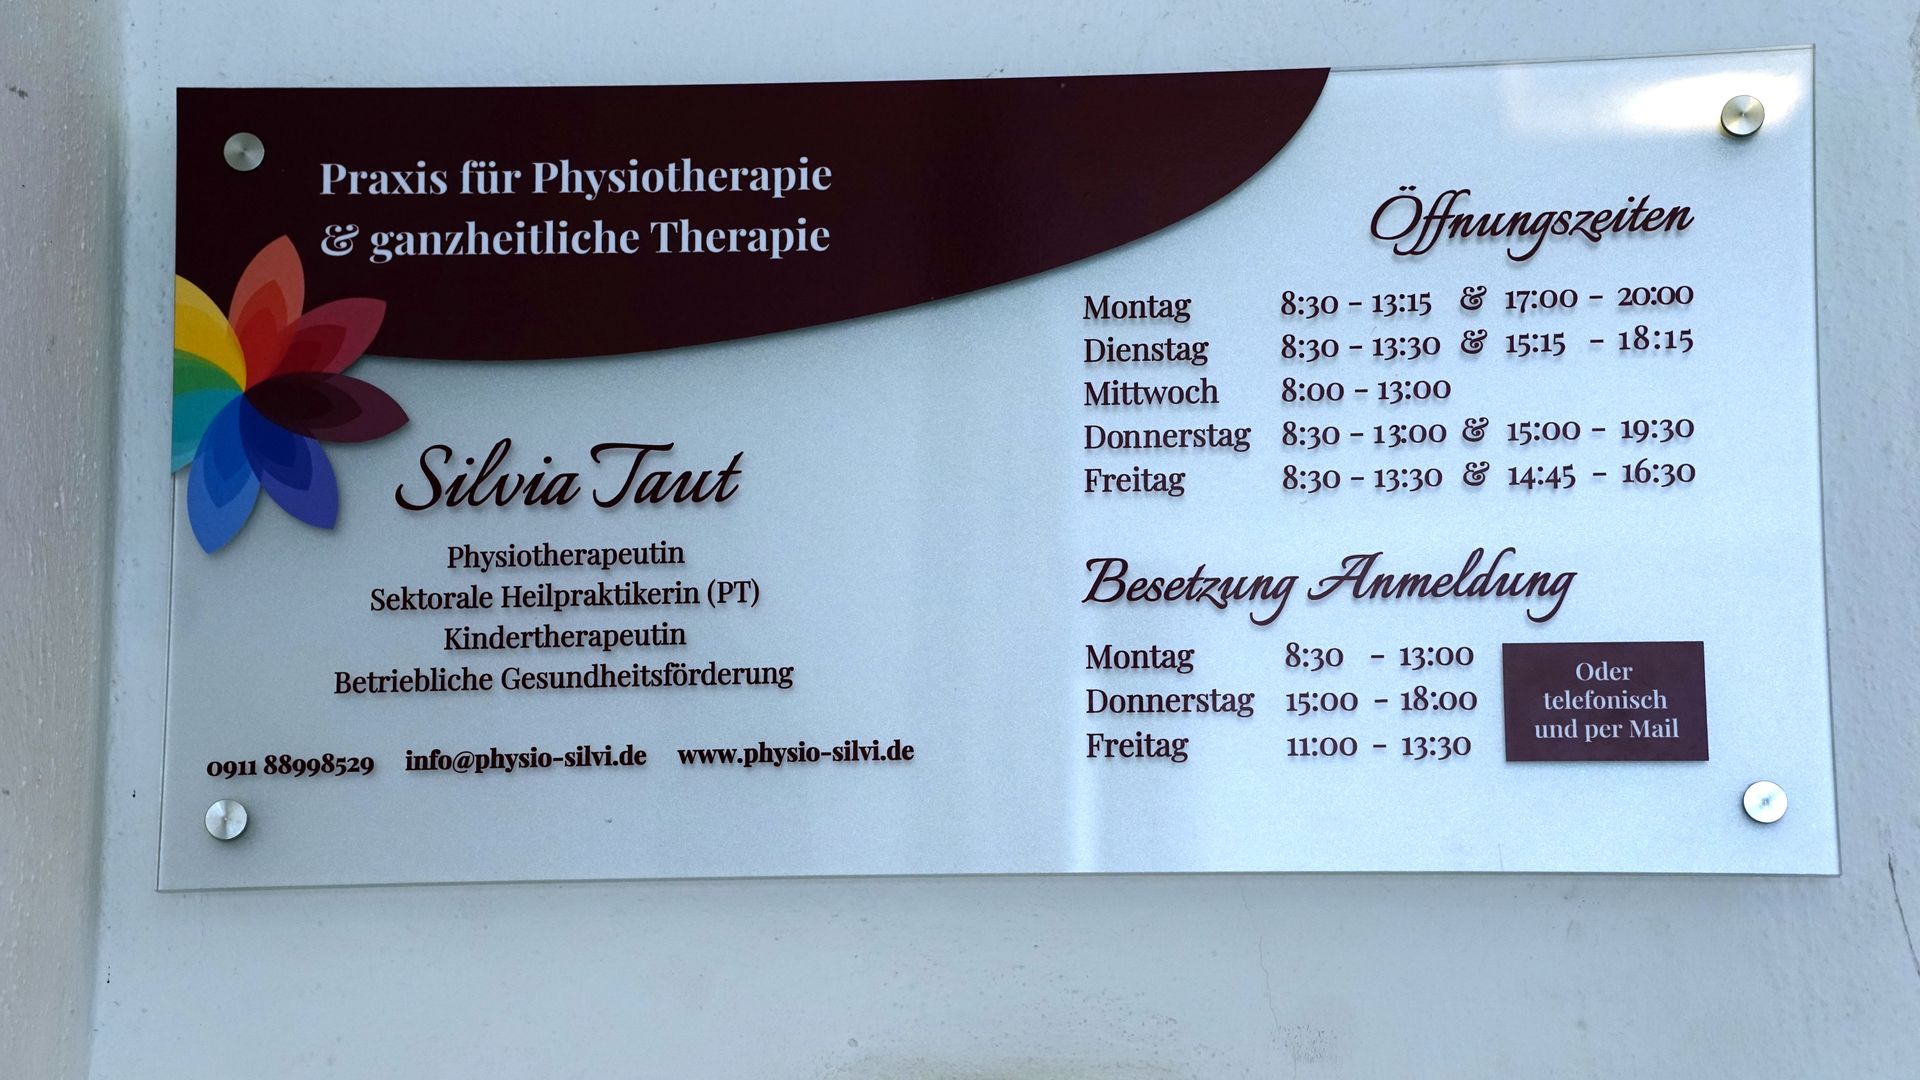 Praxis für Physiotherapie
& ganzheitliche Therapie
Silvia Taut
Physiotherapeutin
Sektorale Heilpraktikerin (PT)
Kindertherapeutin
Betriebliche Gesundheitsförderung
0911 88998529 info@physio-silvi.de www.physio-silvi.de
Öffnungszeiten
Montag 8:30 - 13:15 & 17:00 - 20:00
Dienstag 8:30 - 13:30 & 15:15 - 18:15
Mittwoch 8:00 - 13:00
Donnerstag 8:30 - 13:00 & 15:00 - 19:30
Freitag 8:30 - 13:30 & 14:45 - 16:30
Besetzung Anmeldung
Montag 8:30 - 13:00
Donnerstag 15:00 - 18:00
Freitag 11:00 - 13:30
Oder
telefonisch
und per Mail